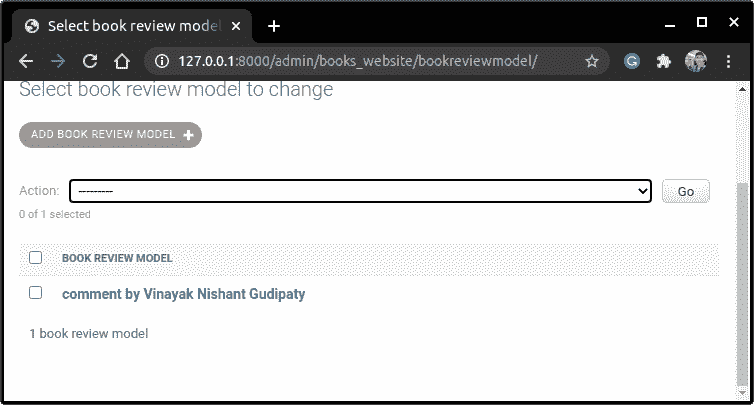 Select book review model
127.0.0.1:8000/admin/books_website/bookreviewmodel/
Select book review model to change
ADD BOOK REVIEW MODEL
Action: --------- Go
0 of 1 selected
BOOK REVIEW MODEL
comment by Vinayak Nishant Gudipaty
1 book review model